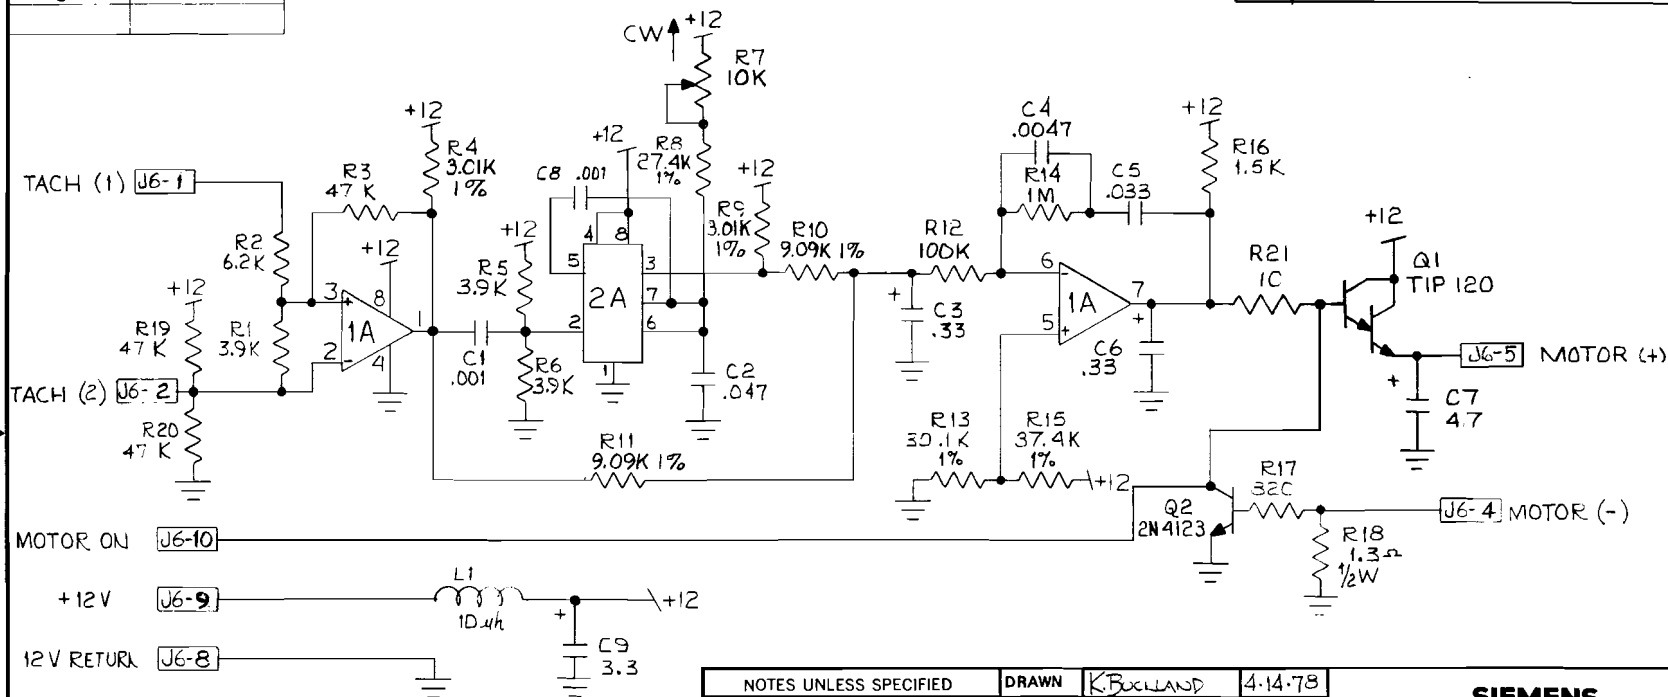 CW
+12
R7
10K
+12
R4
3.01K
1%
+12
R8
27.4K
1%
C8 .001
C4
.0047
+12
R16
1.5K
TACH (1) J6-1
R3
47 K
+12
R9
3.01K
1%
R14
1M
C5
.033
+12
Q1
TIP 120
R2
6.2K
+12
+12
R5
3.9K
4
8
5
3
2A
7
2
6
1
R10
9.09K 1%
R12
100K
R21
+12
R19
47 K
R1
3.9K
3
+
8
1A
2
-
4
1
C1
.001
R6
3.9K
C2
.047
+
C3
.33
6
-
1A
7
5
+
+
C6
.33
J6-5 MOTOR (+)
TACH (2) J6-2
R20
47 K
+
C7
4.7
R11
9.09K 1%
R13
1%
R15
37.4K
1%
+12
R17
Q2
2N4123
J6-4 MOTOR (-)
R18
1.3Ω
1/2W
MOTOR ON J6-10
+12V J6-9
L1
10µh
+12
+
C9
3.3
12V RETURN J6-8
NOTES UNLESS SPECIFIED
DRAWN
4-14-78
SIEMENS